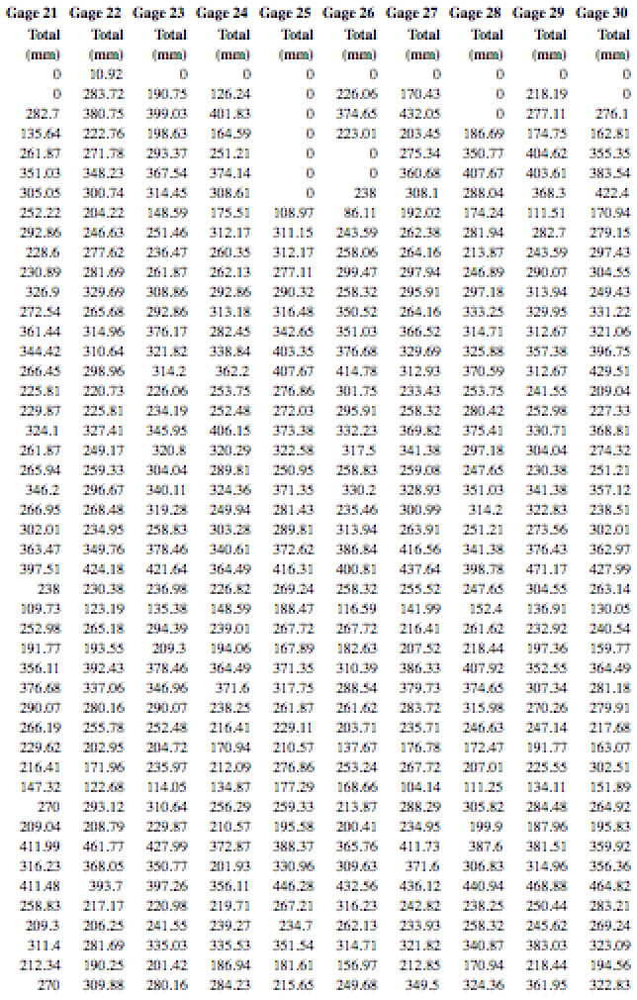 Gage 21 Gage 22 Gage 23 Gage 24 Gage 25 Gage 26 Gage 27 Gage 28 Gage 29 Gage 30
Total Total Total Total Total Total Total Total Total Total
(mm) (mm) (mm) (mm) (mm) (mm) (mm) (mm) (mm) (mm)
0 10.92 0 0 0 0 0 0 0 0
0 283.72 190.75 126.24 0 226.06 170.43 0 218.19 0
282.7 380.75 399.03 401.83 0 374.65 432.05 0 277.11 276.1
135.64 222.76 198.63 164.59 0 223.01 203.45 186.69 174.75 162.81
261.87 271.78 293.37 251.21 0 0 275.34 350.77 404.62 355.35
351.03 348.23 367.54 374.14 0 0 360.68 407.67 403.61 383.54
305.05 300.74 314.45 308.61 0 238 308.1 288.04 368.3 422.4
252.22 204.22 148.59 175.51 108.97 86.11 192.02 174.24 111.51 170.94
292.86 246.63 251.46 312.17 311.15 243.59 262.38 281.94 282.7 279.15
228.6 277.62 236.47 260.35 312.17 258.06 264.16 213.87 243.59 297.43
230.89 281.69 261.87 262.13 277.11 299.47 297.94 246.89 290.07 304.55
326.9 329.69 308.86 292.86 290.32 258.32 295.91 297.18 313.94 249.43
272.54 265.68 292.86 313.18 316.48 350.52 264.16 333.25 329.95 331.22
361.44 314.96 376.17 282.45 342.65 351.03 366.52 314.71 312.67 321.06
344.42 310.64 321.82 338.84 403.35 376.68 329.69 325.88 357.38 396.75
266.45 298.96 314.2 362.2 407.67 414.78 312.93 370.59 312.67 429.51
225.81 220.73 226.06 253.75 276.86 301.75 233.43 253.75 241.55 209.04
229.87 225.81 234.19 252.48 272.03 295.91 258.32 280.42 252.98 227.33
324.1 327.41 345.95 406.15 373.38 332.23 369.82 375.41 330.71 368.81
261.87 249.17 320.8 320.29 322.58 317.5 341.38 297.18 304.04 274.32
265.94 259.33 304.04 289.81 250.95 258.83 259.08 247.65 230.38 251.21
346.2 296.67 340.11 324.36 371.35 330.2 328.93 351.03 341.38 357.12
266.95 268.48 319.28 249.94 281.43 235.46 300.99 314.2 322.83 238.51
302.01 234.95 258.83 303.28 289.81 313.94 263.91 251.21 273.56 302.01
363.47 349.76 378.46 340.61 372.62 386.84 416.56 341.38 376.43 362.97
397.51 424.18 421.64 364.49 416.31 400.81 437.64 398.78 471.17 427.99
238 230.38 236.98 226.82 269.24 258.32 255.52 247.65 304.55 263.14
109.73 123.19 135.38 148.59 188.47 116.59 141.99 152.4 136.91 130.05
252.98 265.18 294.39 239.01 267.72 267.72 216.41 261.62 232.92 240.54
191.77 193.55 209.3 194.06 167.89 182.63 207.52 218.44 197.36 159.77
356.11 392.43 378.46 364.49 371.35 310.39 386.33 407.92 352.55 364.49
376.68 337.06 346.96 371.6 317.75 288.54 379.73 374.65 307.34 281.18
290.07 280.16 290.07 238.25 261.87 261.62 283.72 315.98 270.26 279.91
266.19 255.78 252.48 216.41 229.11 203.71 235.71 246.63 247.14 217.68
229.62 202.95 204.72 170.94 210.57 137.67 176.78 172.47 191.77 163.07
216.41 171.96 235.97 212.09 276.86 253.24 267.72 207.01 225.55 302.51
147.32 122.68 114.05 134.87 177.29 168.66 104.14 111.25 134.11 151.89
270 293.12 310.64 256.29 259.33 213.87 288.29 305.82 284.48 264.92
209.04 208.79 229.87 210.57 195.58 200.41 234.95 199.9 187.96 195.83
411.99 461.77 427.99 372.87 388.37 365.76 411.73 387.6 381.51 359.92
316.23 368.05 350.77 201.93 330.96 309.63 371.6 306.83 314.96 356.36
411.48 393.7 397.26 356.11 446.28 432.56 436.12 440.94 468.88 464.82
258.83 217.17 220.98 219.71 267.21 316.23 242.82 238.25 250.44 283.21
209.3 206.25 241.55 239.27 234.7 262.13 233.93 258.32 245.62 269.24
311.4 281.69 335.03 335.53 351.54 314.71 321.82 340.87 383.03 323.09
212.34 190.25 201.42 186.94 181.61 156.97 212.85 170.94 218.44 194.56
270 309.88 280.16 284.23 215.65 249.68 349.5 324.36 361.95 322.83